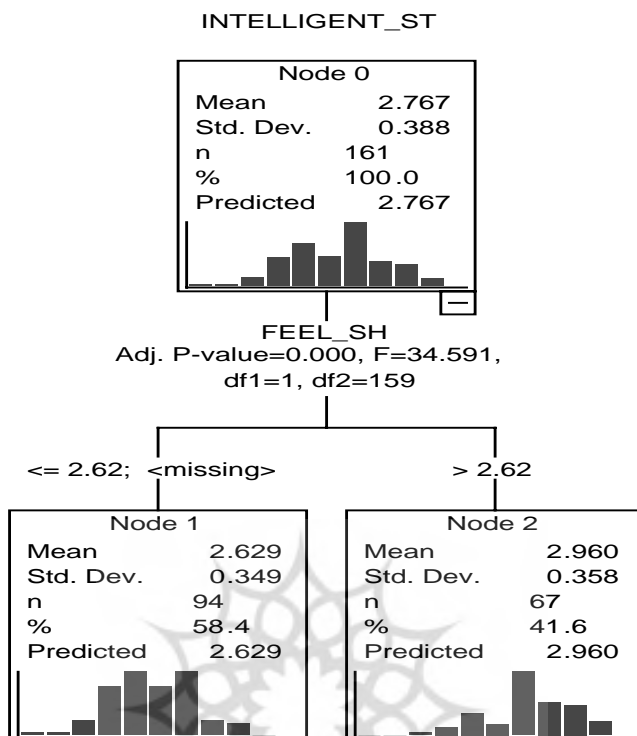 INTELLIGENT_ST
Node 0
Mean 2.767
Std. Dev. 0.388
n 161
% 100.0
Predicted 2.767
FEEL_SH
Adj. P-value=0.000, F=34.591,
df1=1, df2=159
<= 2.62; <missing>
> 2.62
Node 1
Mean 2.629
Std. Dev. 0.349
n 94
% 58.4
Predicted 2.629
Node 2
Mean 2.960
Std. Dev. 0.358
n 67
% 41.6
Predicted 2.960